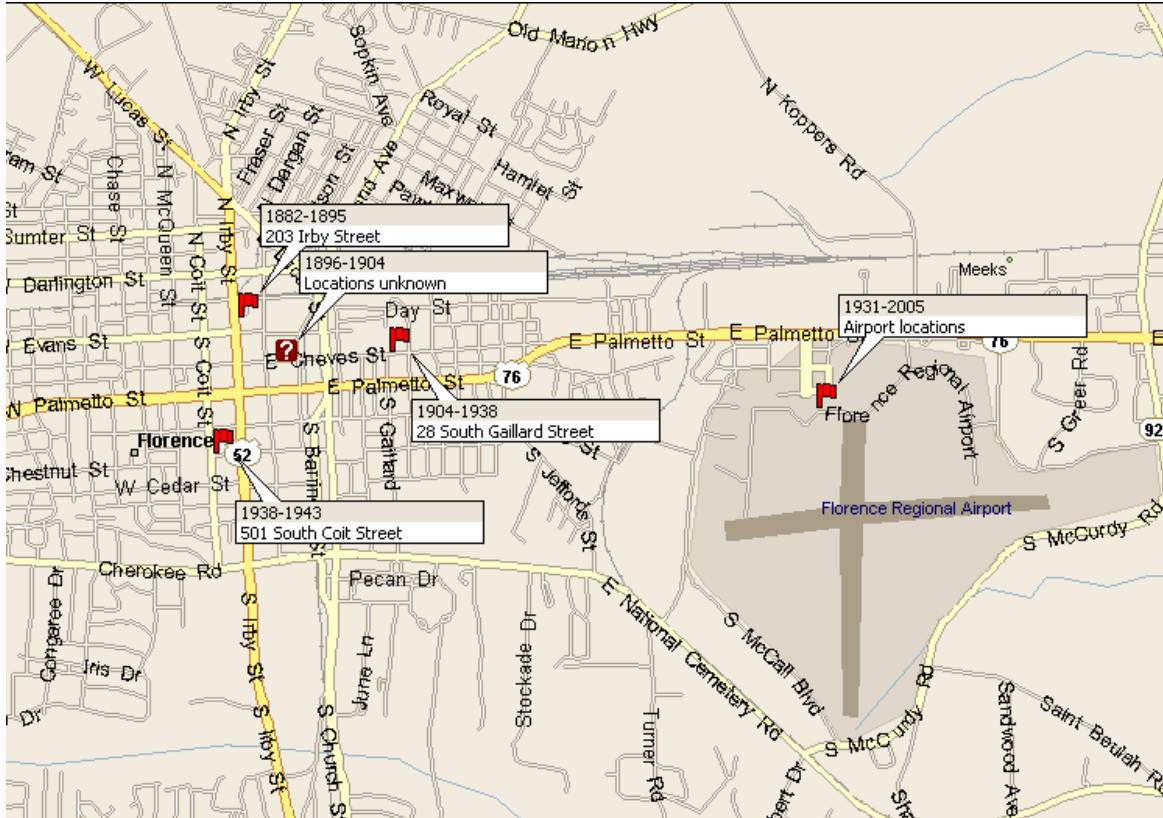 Old Marion Hwy
Sopkin Ave
W Lucas St
N Irby St
Royal St
N Koppers Rd
Fraser St
Dargan St
Hamlet St
Chase St
N McQueen St
Sumter St
N Coit St
N Irby St
1882-1895
203 Irby Street
1896-1904
Locations unknown
Meeks
Darlington St
Day St
1931-2005
Airport locations
Evans St
?
E Cheves St
E Palmetto St
E Palmetto
76
E
S Coit St
76
E Palmetto St
W Palmetto St
Florence Regional Airport
S Greer Rd
1904-1938
28 South Gaillard Street
S Gaillard
92
Florence
52
St
Chestnut St
W Cedar St
S Jeffords St
1938-1943
501 South Coit Street
Florence Regional Airport
S McCurdy Rd
Cherokee Rd
Pecan Dr
Congaree Dr
Iris Dr
Dr
June Ln
Stockade Dr
E National Cemetery Rd
S McCall Blvd
S Irby St
S Irby St
S Church St
Turner Rd
S McCurdy Rd
Sandwood Ave
Saint Beulah Rd